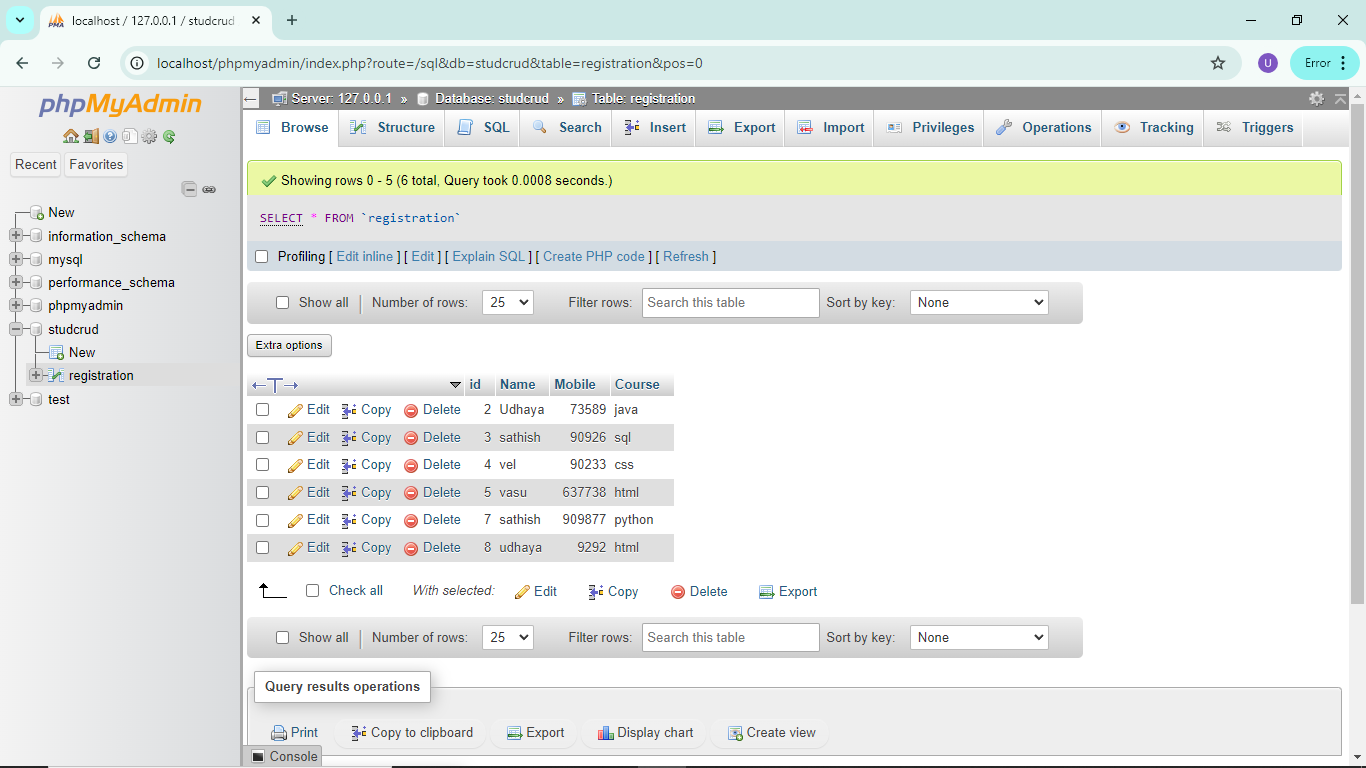 localhost / 127.0.0.1 / studcrud
localhost/phpmyadmin/index.php?route=/sql&db=studcrud&table=registration&pos=0
U
Error
phpMyAdmin
Recent Favorites
New
information_schema
mysql
performance_schema
phpmyadmin
studcrud
New
registration
test
Server: 127.0.0.1 » Database: studcrud » Table: registration
Browse Structure SQL Search Insert Export Import Privileges Operations Tracking Triggers
Showing rows 0 - 5 (6 total, Query took 0.0008 seconds.)
SELECT * FROM `registration`
Profiling [ Edit inline ] [ Edit ] [ Explain SQL ] [ Create PHP code ] [ Refresh ]
Show all Number of rows: 25 Filter rows: Search this table Sort by key: None
Extra options
id Name Mobile Course
Edit Copy Delete 2 Udhaya 73589 java
Edit Copy Delete 3 sathish 90926 sql
Edit Copy Delete 4 vel 90233 css
Edit Copy Delete 5 vasu 637738 html
Edit Copy Delete 7 sathish 909877 python
Edit Copy Delete 8 udhaya 9292 html
Check all With selected: Edit Copy Delete Export
Show all Number of rows: 25 Filter rows: Search this table Sort by key: None
Query results operations
Print Copy to clipboard Export Display chart Create view
Console